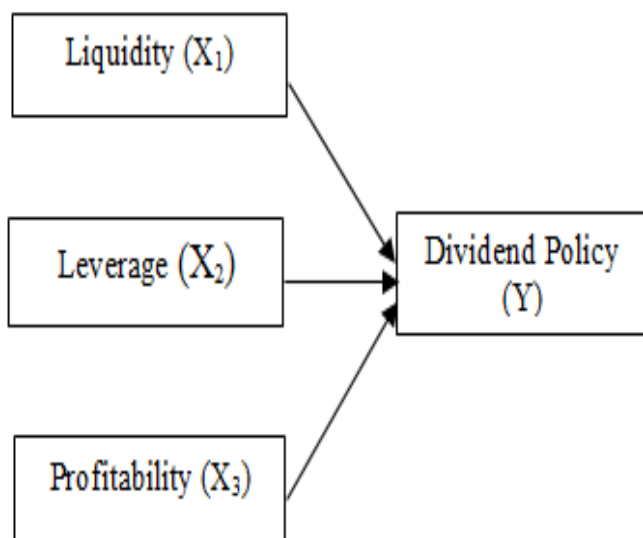 Liquidity (X₁)
Leverage (X₂)
Dividend Policy
(Y)
Profitability (X₃)